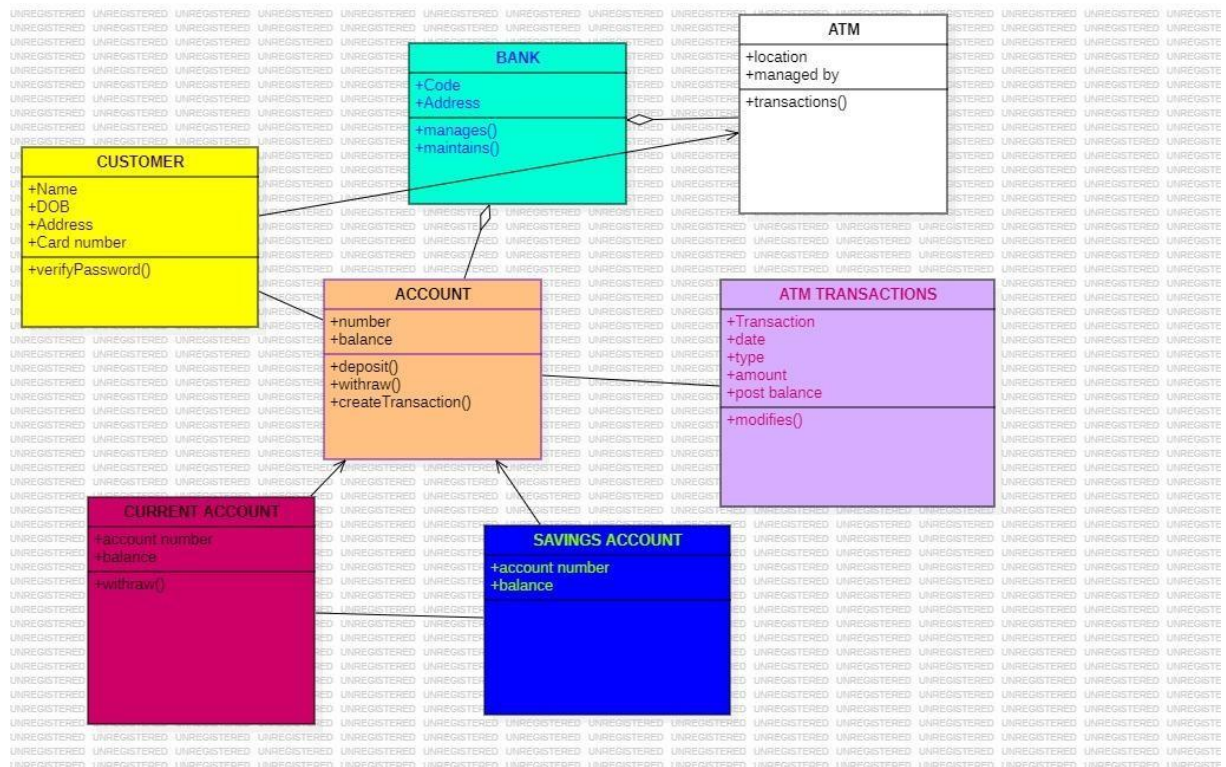 ATM
+location
+managed by
+transactions()
BANK
+Code
+Address
+manages()
+maintains()
CUSTOMER
+Name
+DOB
+Address
+Card number
+verifyPassword()
ACCOUNT
+number
+balance
+deposit()
+withraw()
+createTransaction()
ATM TRANSACTIONS
+Transaction
+date
+type
+amount
+post balance
+modifies()
CURRENT ACCOUNT
+account number
+balance
+withraw()
SAVINGS ACCOUNT
+account number
+balance
UNREGISTERED